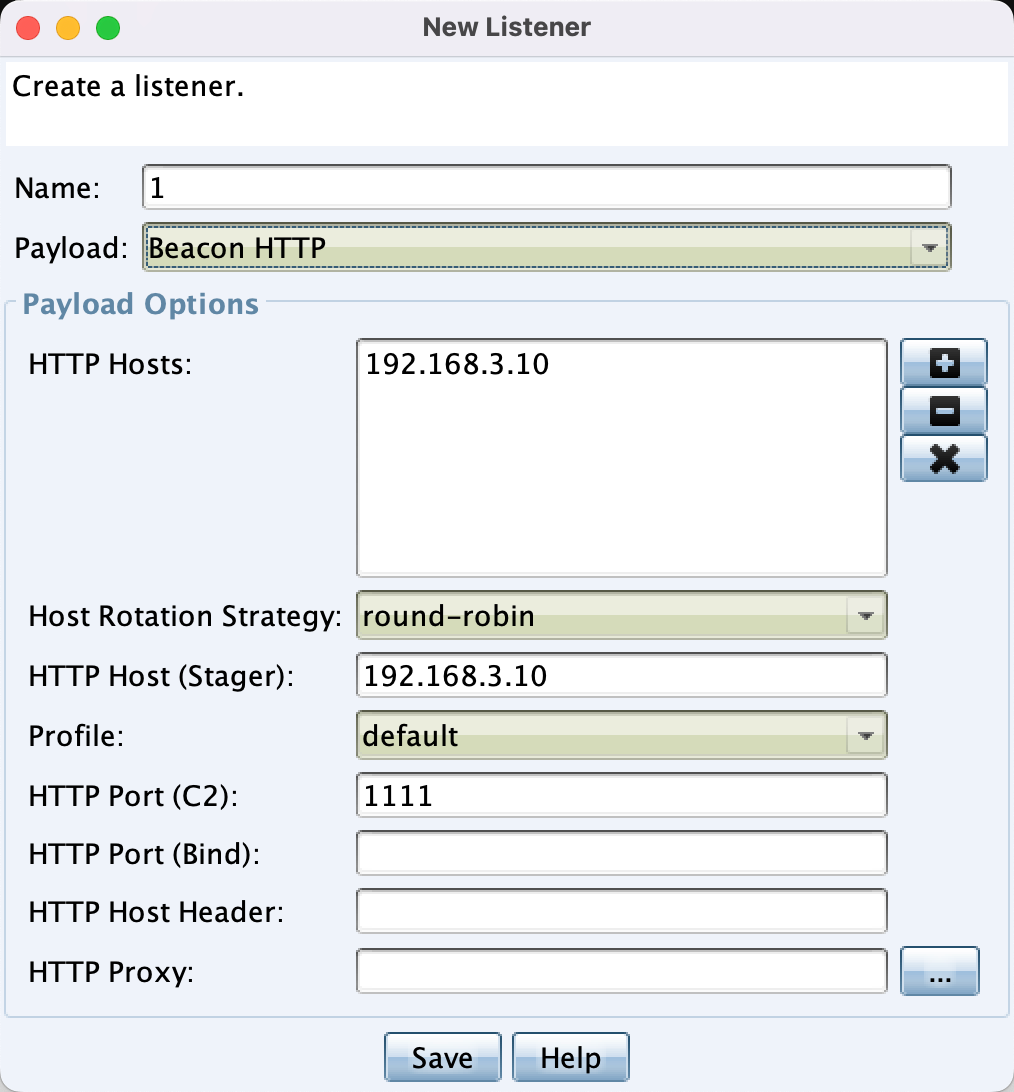 New Listener
Create a listener.
Name: 1
Payload: Beacon HTTP
Payload Options
HTTP Hosts: 192.168.3.10
Host Rotation Strategy: round-robin
HTTP Host (Stager): 192.168.3.10
Profile: default
HTTP Port (C2): 1111
HTTP Port (Bind):
HTTP Host Header:
HTTP Proxy: ...
Save Help